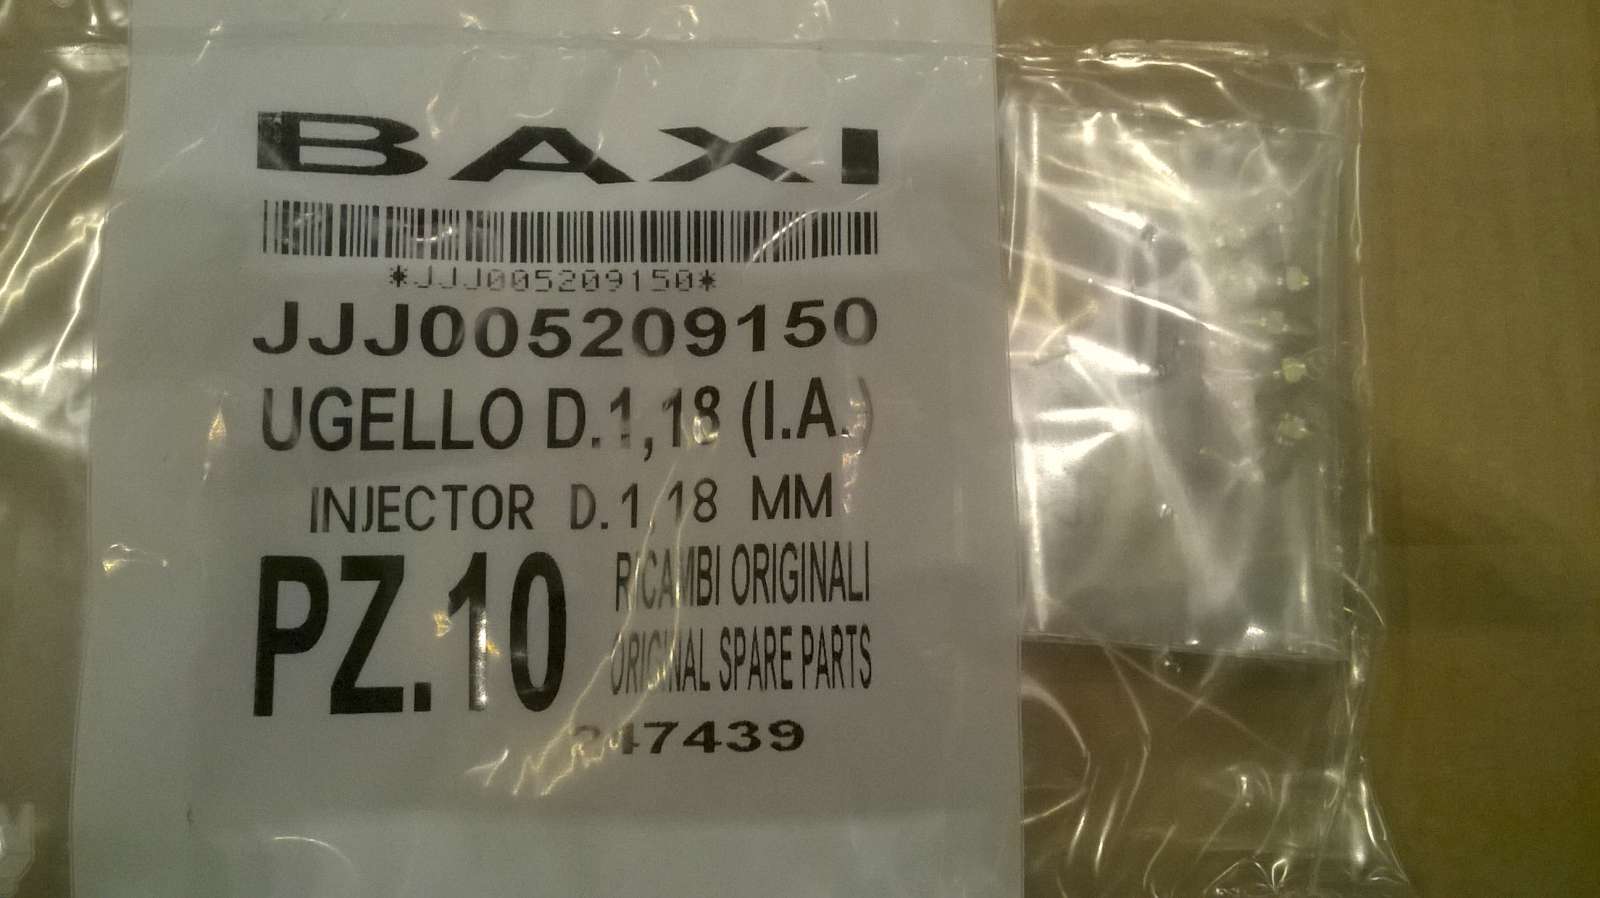 BAXI
*JJJ005209150*
JJJ005209150
UGELLO D.1,18 (I.A.)
INJECTOR D.1,18 MM
PZ.10
RICAMBI ORIGINALI
ORIGINAL SPARE PARTS